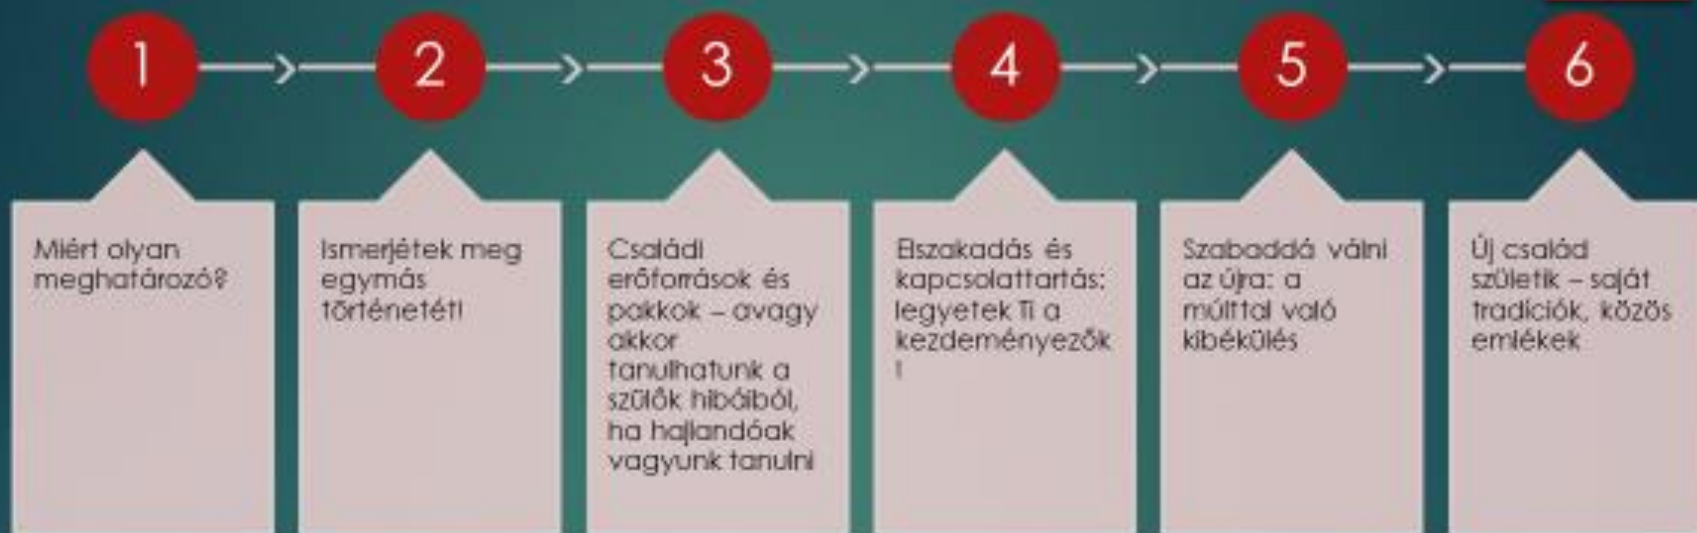 1
2
3
4
5
6
Miért olyan
meghatározó?
Ismerjétek meg
egymás
történetét!
Családi
erőforrások és
pakkok – avagy
akkor
tanulhatunk a
szülők hibáiból,
ha hajlandóak
vagyunk tanulni
Elszakadás és
kapcsolattartás:
legyetek Ti a
kezdeményezők
!
Szabaddá válni
az újra: a
múlttal való
kibékülés
Új család
születik – saját
tradíciók, közös
emlékek